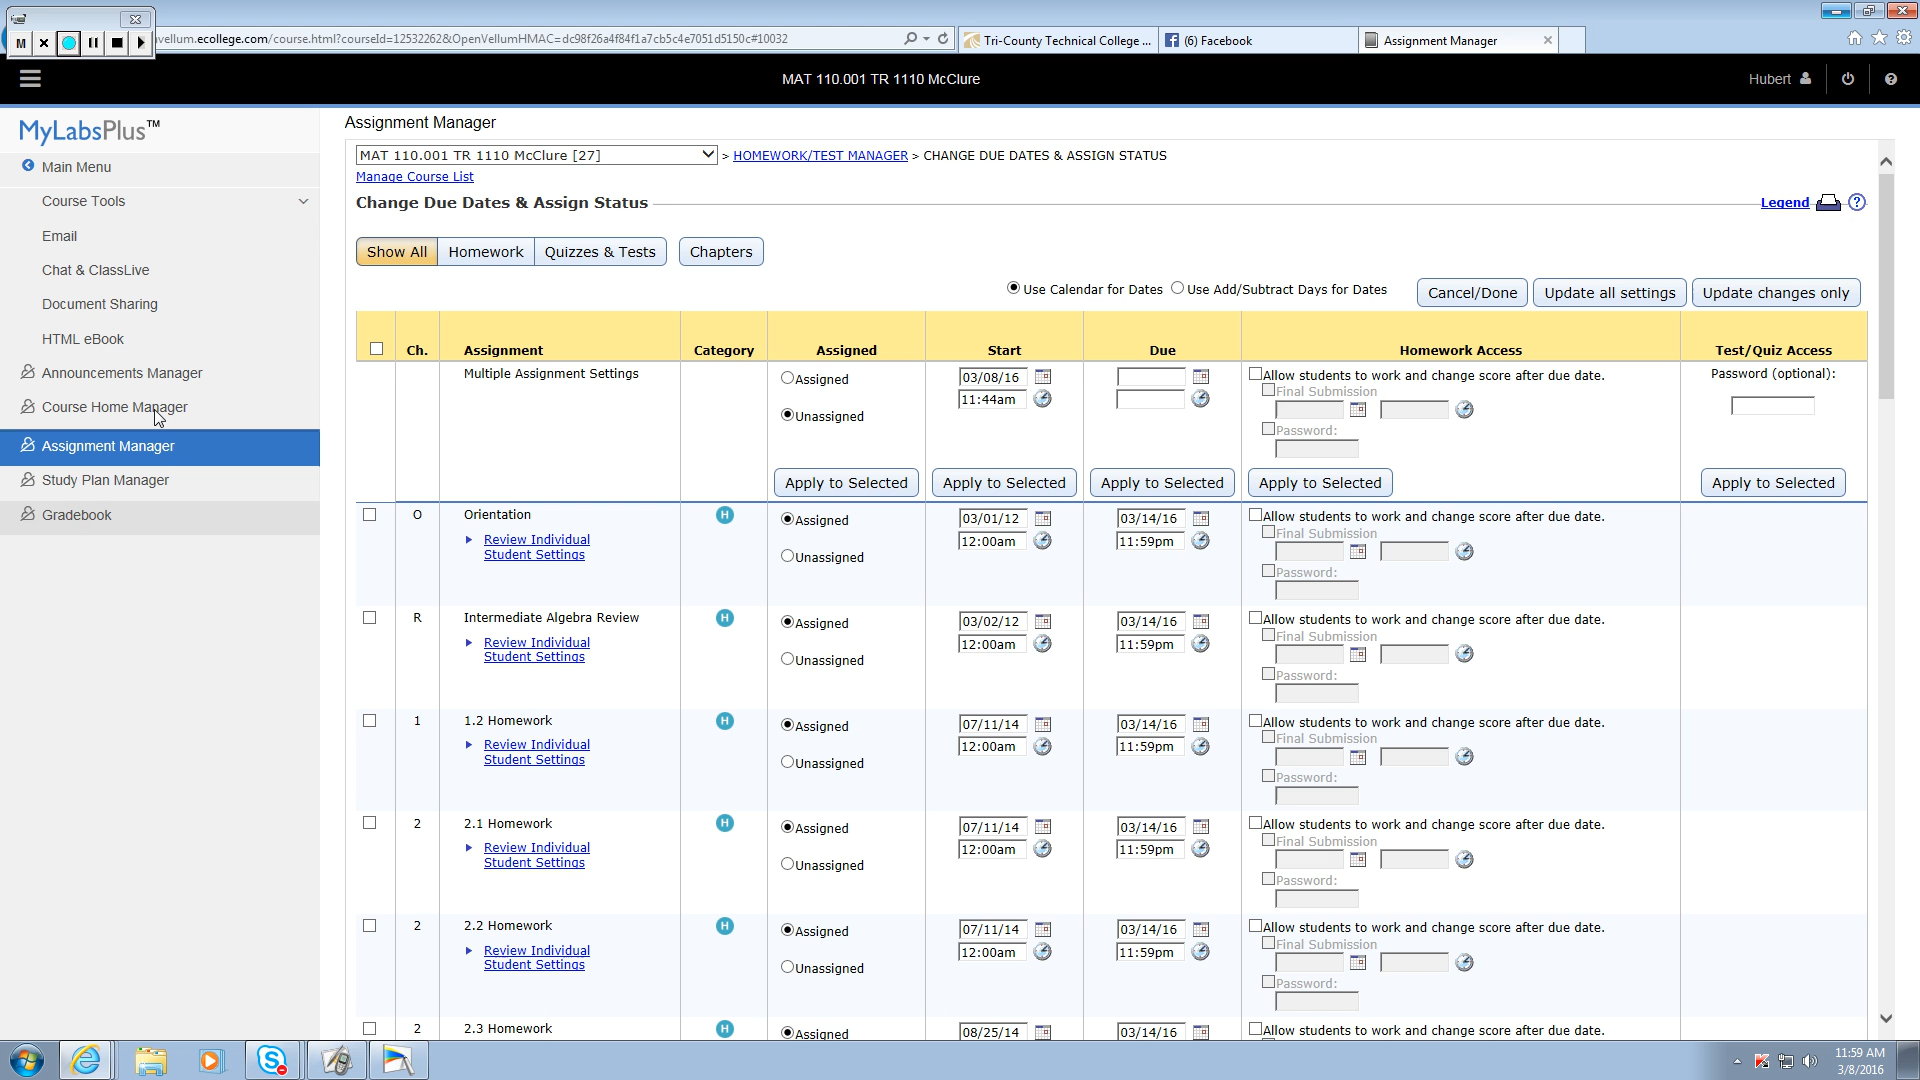 M
vellum.ecollege.com/course.html?courseId=12532262&OpenVellumHMAC=dc98f26a4f84f1a7cb5c4e7051d5150c#10032
Tri-County Technical College ...
(6) Facebook
Assignment Manager
MAT 110.001 TR 1110 McClure
Hubert
MyLabsPlus™
Main Menu
Course Tools
Email
Chat & ClassLive
Document Sharing
HTML eBook
Announcements Manager
Course Home Manager
Assignment Manager
Study Plan Manager
Gradebook
Assignment Manager
MAT 110.001 TR 1110 McClure [27] > HOMEWORK/TEST MANAGER > CHANGE DUE DATES & ASSIGN STATUS
Manage Course List
Change Due Dates & Assign Status
Legend ?
Show All Homework Quizzes & Tests Chapters
Use Calendar for Dates Use Add/Subtract Days for Dates Cancel/Done Update all settings Update changes only
Ch. Assignment Category Assigned Start Due Homework Access Test/Quiz Access
Multiple Assignment Settings Assigned 03/08/16 Allow students to work and change score after due date. Password (optional):
Final Submission
11:44am
Unassigned
Password:
Apply to Selected Apply to Selected Apply to Selected Apply to Selected Apply to Selected
O Orientation H Assigned 03/01/12 03/14/16 Allow students to work and change score after due date.
Final Submission
Review Individual 12:00am 11:59pm
Student Settings Unassigned
Password:
R Intermediate Algebra Review H Assigned 03/02/12 03/14/16 Allow students to work and change score after due date.
Final Submission
Review Individual 12:00am 11:59pm
Student Settings Unassigned
Password:
1 1.2 Homework H Assigned 07/11/14 03/14/16 Allow students to work and change score after due date.
Final Submission
Review Individual 12:00am 11:59pm
Student Settings Unassigned
Password:
2 2.1 Homework H Assigned 07/11/14 03/14/16 Allow students to work and change score after due date.
Final Submission
Review Individual 12:00am 11:59pm
Student Settings Unassigned
Password:
2 2.2 Homework H Assigned 07/11/14 03/14/16 Allow students to work and change score after due date.
Final Submission
Review Individual 12:00am 11:59pm
Student Settings Unassigned
Password:
2 2.3 Homework H Assigned 08/25/14 03/14/16 Allow students to work and change score after due date.
11:59 AM
3/8/2016